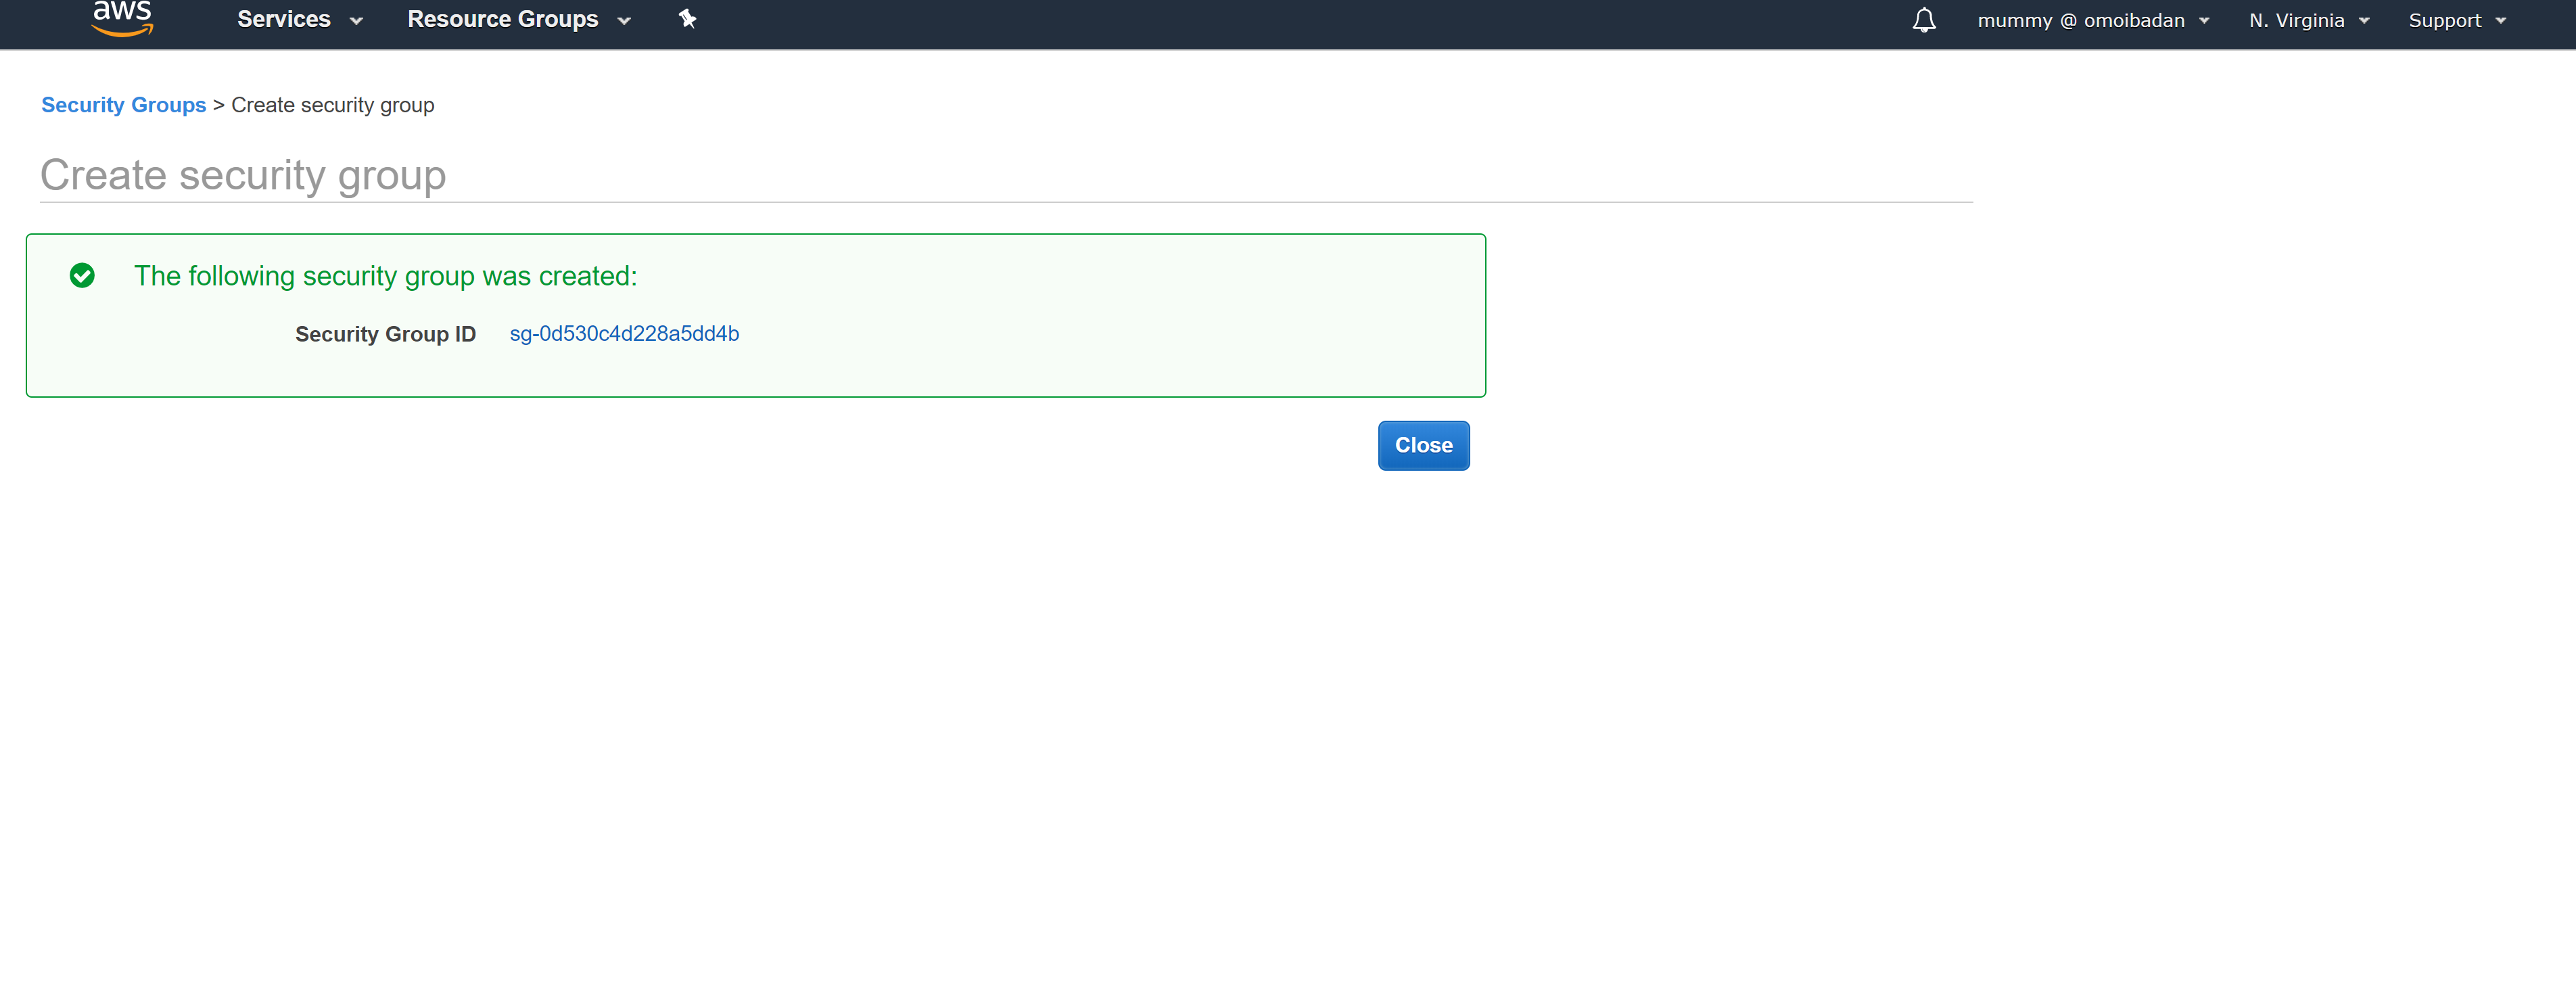 aws Services Resource Groups mummy @ omoibadan N. Virginia Support
Security Groups > Create security group
Create security group
The following security group was created:
Security Group ID sg-0d530c4d228a5dd4b
Close